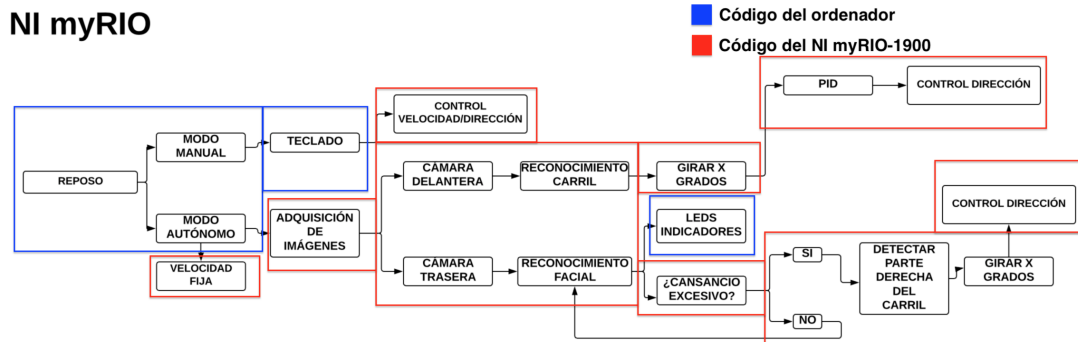 NI myRIO
Código del ordenador
Código del NI myRIO-1900
REPOSO
MODO
MANUAL
MODO
AUTÓNOMO
VELOCIDAD
FIJA
TECLADO
CONTROL
VELOCIDAD/DIRECCIÓN
ADQUISICIÓN
DE
IMÁGENES
CÁMARA
DELANTERA
RECONOCIMIENTO
CARRIL
GIRAR X
GRADOS
PID
CONTROL DIRECCIÓN
CÁMARA
TRASERA
RECONOCIMIENTO
FACIAL
LEDS
INDICADORES
¿CANSANCIO
EXCESIVO?
SI
NO
DETECTAR
PARTE
DERECHA
DEL
CARRIL
GIRAR X
GRADOS
CONTROL DIRECCIÓN